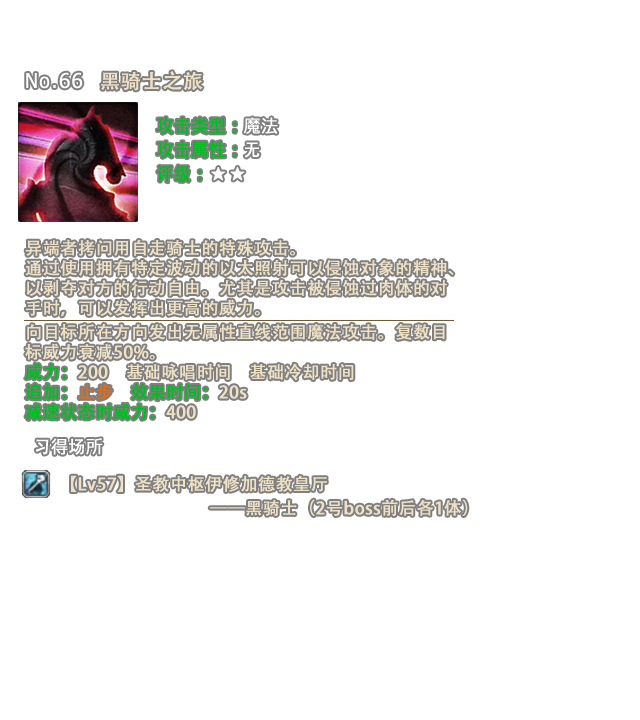 No.66 黑骑士之旅
攻击类型：魔法
攻击属性：无
评级：★★
异端者拷问用自走骑士的特殊攻击。
通过使用拥有特定波动的以太照射可以侵蚀对象的精神、
以剥夺对方的行动自由。尤其是攻击被侵蚀过肉体的对
手时，可以发挥出更高的威力。
向目标所在方向发出无属性直线范围魔法攻击。复数目
标威力衰减50%。
威力：200 基础咏唱时间 基础冷却时间
追加：止步 效果时间：20s
减速状态时威力：400
习得场所
【Lv57】圣教中枢伊修加德教皇厅
——黑骑士（2号boss前后各1体）